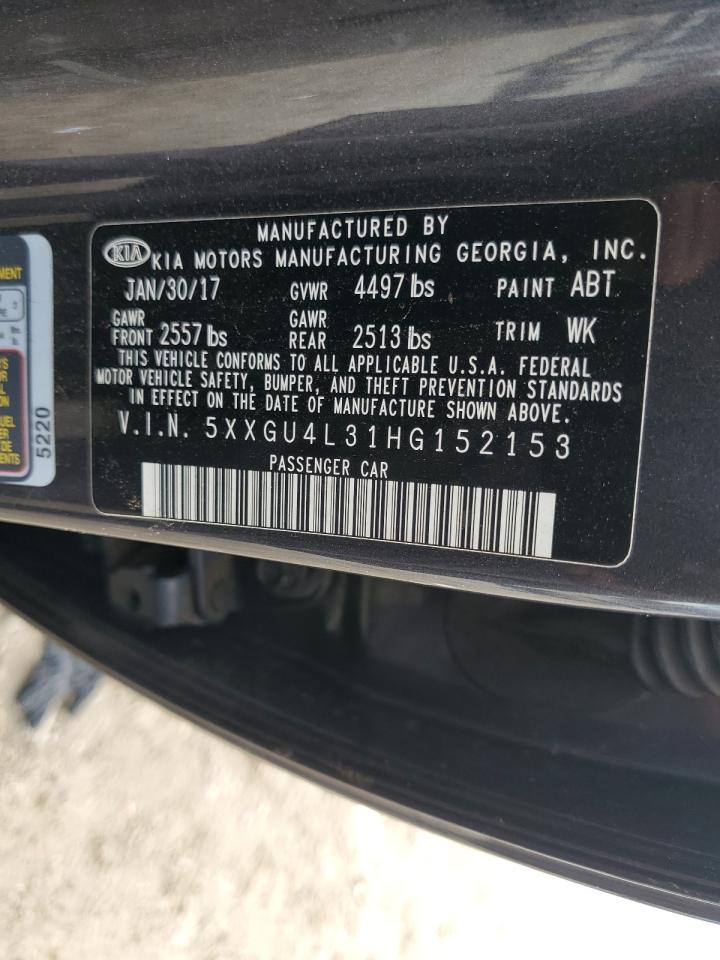 MANUFACTURED BY
KIA KIA MOTORS MANUFACTURING GEORGIA, INC.
JAN/30/17 GVWR 4497 lbs PAINT ABT
GAWR FRONT 2557 lbs GAWR REAR 2513 lbs TRIM WK
THIS VEHICLE CONFORMS TO ALL APPLICABLE U.S.A. FEDERAL
MOTOR VEHICLE SAFETY, BUMPER, AND THEFT PREVENTION STANDARDS
IN EFFECT ON THE DATE OF MANUFACTURE SHOWN ABOVE.
V.I.N. 5XXGU4L31HG152153
PASSENGER CAR
5220